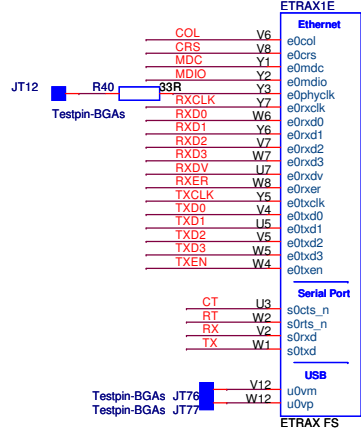 ETRAX1E
Ethernet
COL V6 e0col
CRS V8 e0crs
MDC Y1 e0mdc
MDIO Y2 e0mdio
JT12 R40 33R Y3 e0phyclk
Testpin-BGAs
RXCLK Y7 e0rxclk
RXD0 W6 e0rxd0
RXD1 Y6 e0rxd1
RXD2 V7 e0rxd2
RXD3 W7 e0rxd3
RXDV U7 e0rxdv
RXER W8 e0rxer
TXCLK Y5 e0txclk
TXD0 V4 e0txd0
TXD1 U5 e0txd1
TXD2 V5 e0txd2
TXD3 W5 e0txd3
TXEN W4 e0txen
Serial Port
CT U3 s0cts_n
RT W2 s0rts_n
RX V2 s0rxd
TX W1 s0txd
USB
Testpin-BGAs JT76 V12 u0vm
Testpin-BGAs JT77 W12 u0vp
ETRAX FS